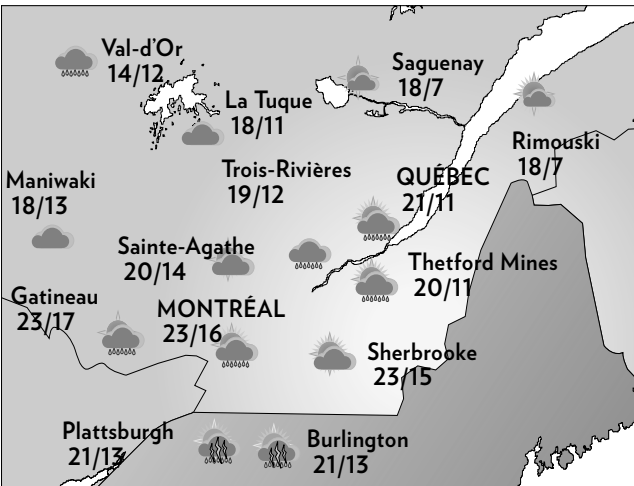 Val-d'Or
14/12
Saguenay
18/7
La Tuque
18/11
Rimouski
18/7
Trois-Rivières
19/12
QUÉBEC
21/11
Maniwaki
18/13
Sainte-Agathe
20/14
Thetford Mines
20/11
Gatineau
23/17
MONTRÉAL
23/16
Sherbrooke
23/15
Plattsburgh
21/13
Burlington
21/13